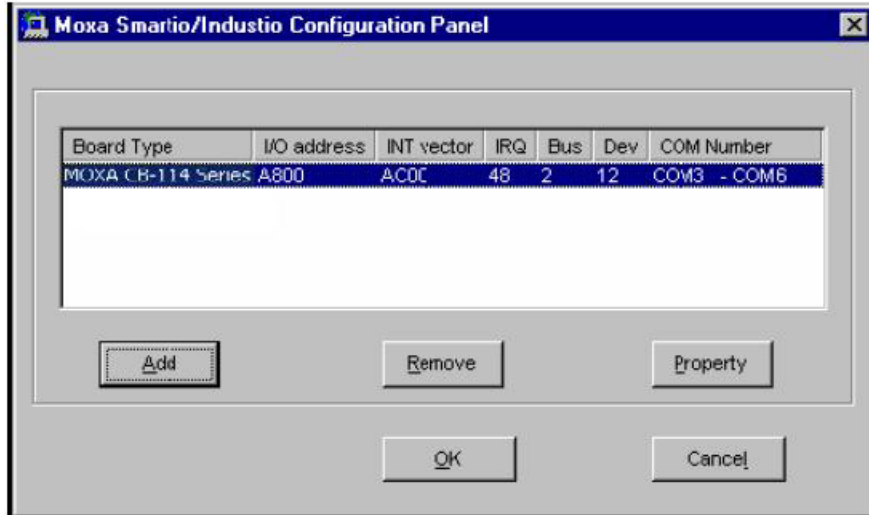 Moxa Smartio/Industio Configuration Panel
Board Type I/O address INT vector IRQ Bus Dev COM Number
MOXA CB-114 Series A800 AC00 48 2 12 COM3 - COM6
Add Remove Property
OK Cancel